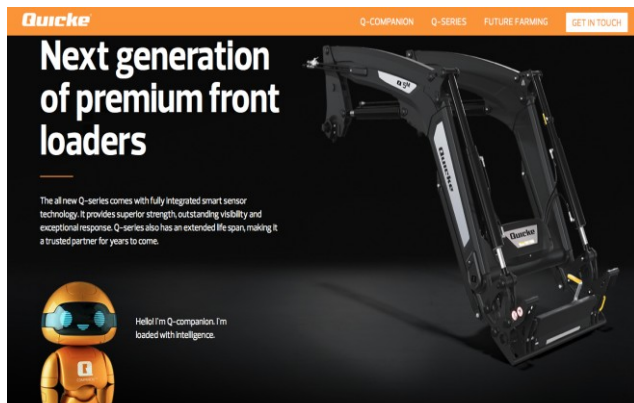 Quicke
Q-COMPANION Q-SERIES FUTURE FARMING GET IN TOUCH
Next generation
of premium front
loaders
The all new Q-series comes with fully integrated smart sensor
technology. It provides superior strength, outstanding visibility and
exceptional response. Q-series also has an extended life span, making it
a trusted partner for years to come.
Quicke
Quicke
Hello! I'm Q-companion. I'm
loaded with intelligence.
Q